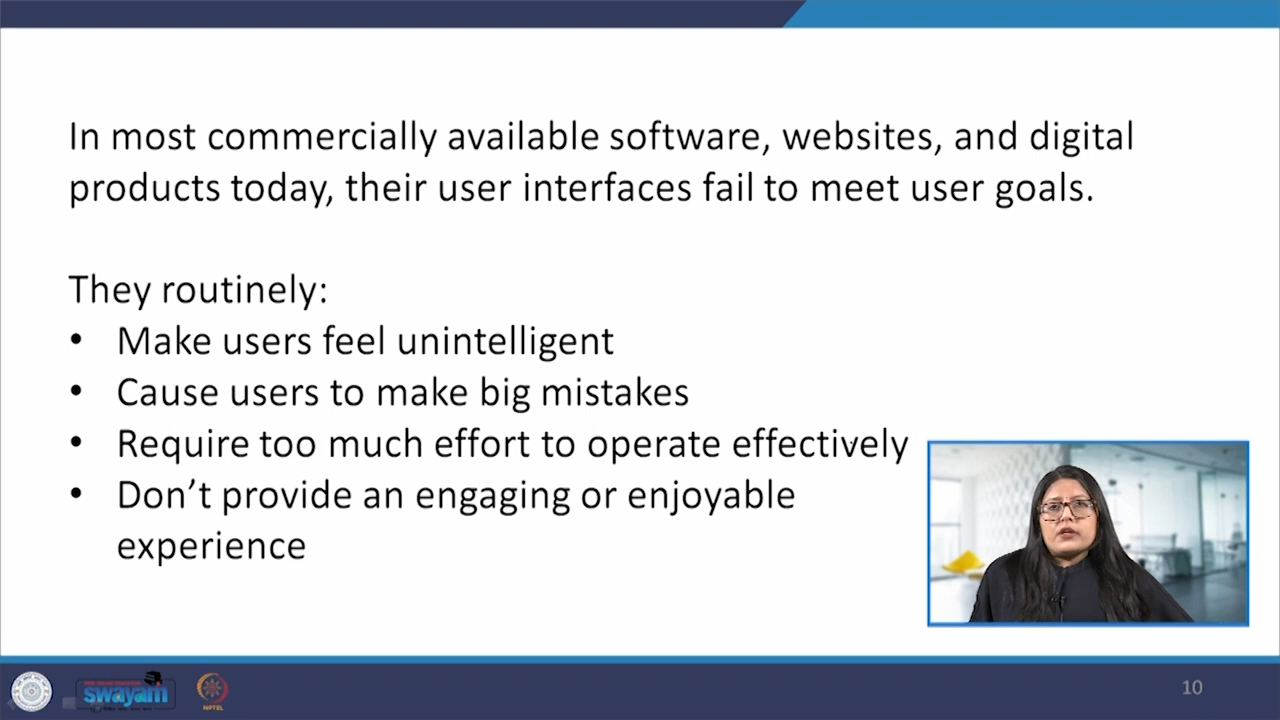 In most commercially available software, websites, and digital
products today, their user interfaces fail to meet user goals.
They routinely:
• Make users feel unintelligent
• Cause users to make big mistakes
• Require too much effort to operate effectively
• Don’t provide an engaging or enjoyable
experience
swayam
NPTEL
10